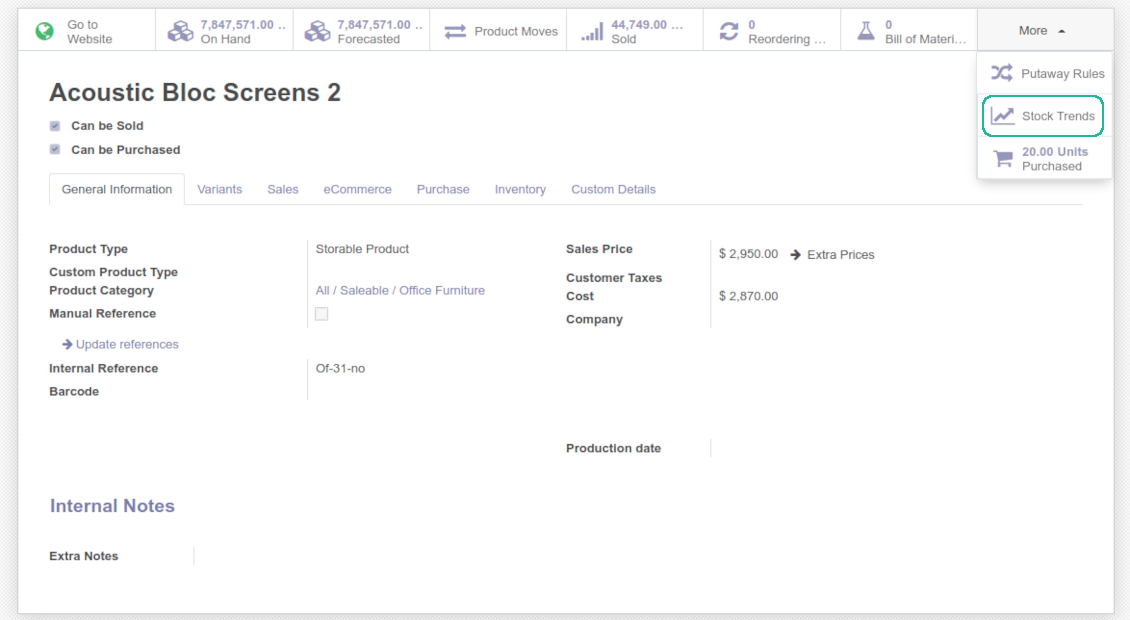 Go to
Website
7,847,571.00 ..
On Hand
7,847,571.00 ..
Forecasted
Product Moves
44,749.00 ...
Sold
0
Reordering ...
0
Bill of Materi...
More
Putaway Rules
Stock Trends
20.00 Units
Purchased
Acoustic Bloc Screens 2
Can be Sold
Can be Purchased
General Information Variants Sales eCommerce Purchase Inventory Custom Details
Product Type Storable Product
Custom Product Type
Product Category All / Saleable / Office Furniture
Manual Reference
Update references
Internal Reference Of-31-no
Barcode
Sales Price $ 2,950.00 Extra Prices
Customer Taxes
Cost $ 2,870.00
Company
Production date
Internal Notes
Extra Notes